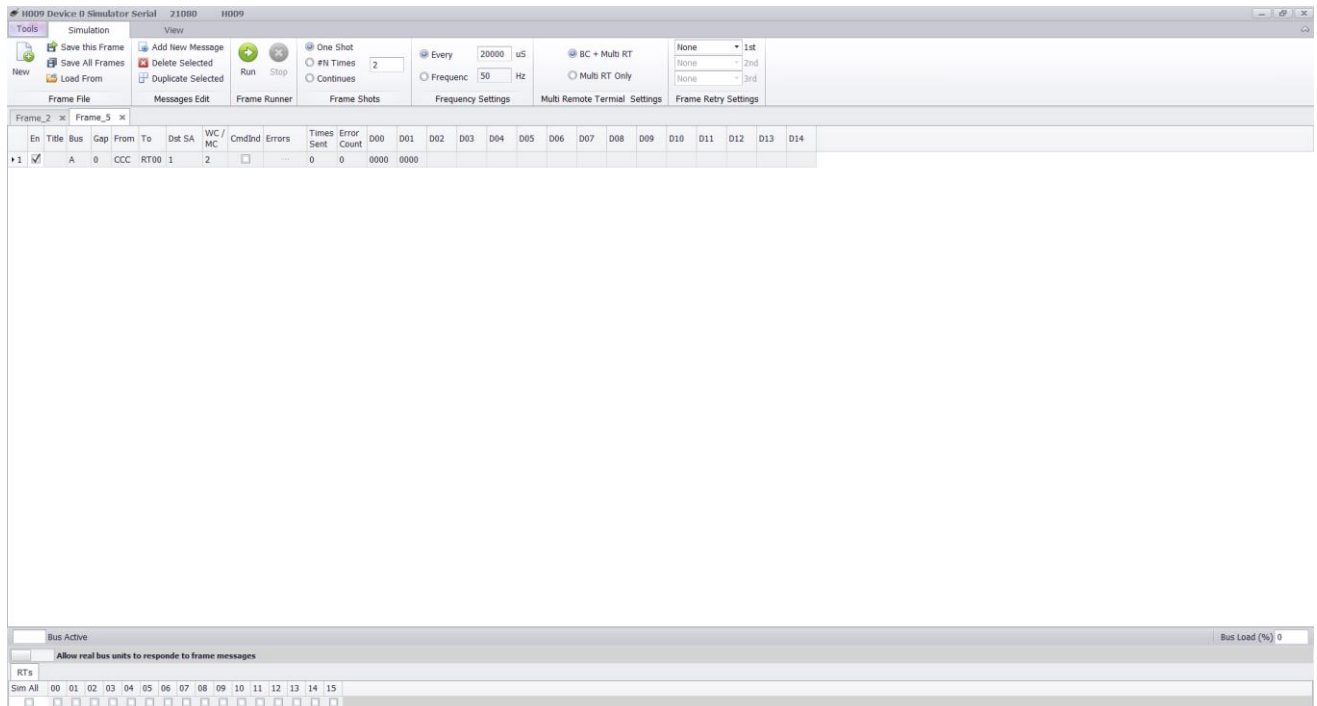 H009 Device 0 Simulator Serial 21080 H009
Tools Simulation View
New
Save this Frame
Save All Frames
Load From
Frame File
Add New Message
Delete Selected
Duplicate Selected
Messages Edit
Run Stop
Frame Runner
One Shot
#N Times 2
Continues
Frame Shots
Every 20000 uS
Frequenc 50 Hz
Frequency Settings
BC + Multi RT
Multi RT Only
Multi Remote Termial Settings
None 1st
None 2nd
None 3rd
Frame Retry Settings
Frame_2 Frame_5
En Title Bus Gap From To Dst SA WC / MC CmdInd Errors Times Sent Error Count D00 D01 D02 D03 D04 D05 D06 D07 D08 D09 D10 D11 D12 D13 D14
1 A 0 CCC RT00 1 2 ... 0 0 0000 0000
Bus Active Bus Load (%) 0
Allow real bus units to responde to frame messages
RTs
Sim All 00 01 02 03 04 05 06 07 08 09 10 11 12 13 14 15